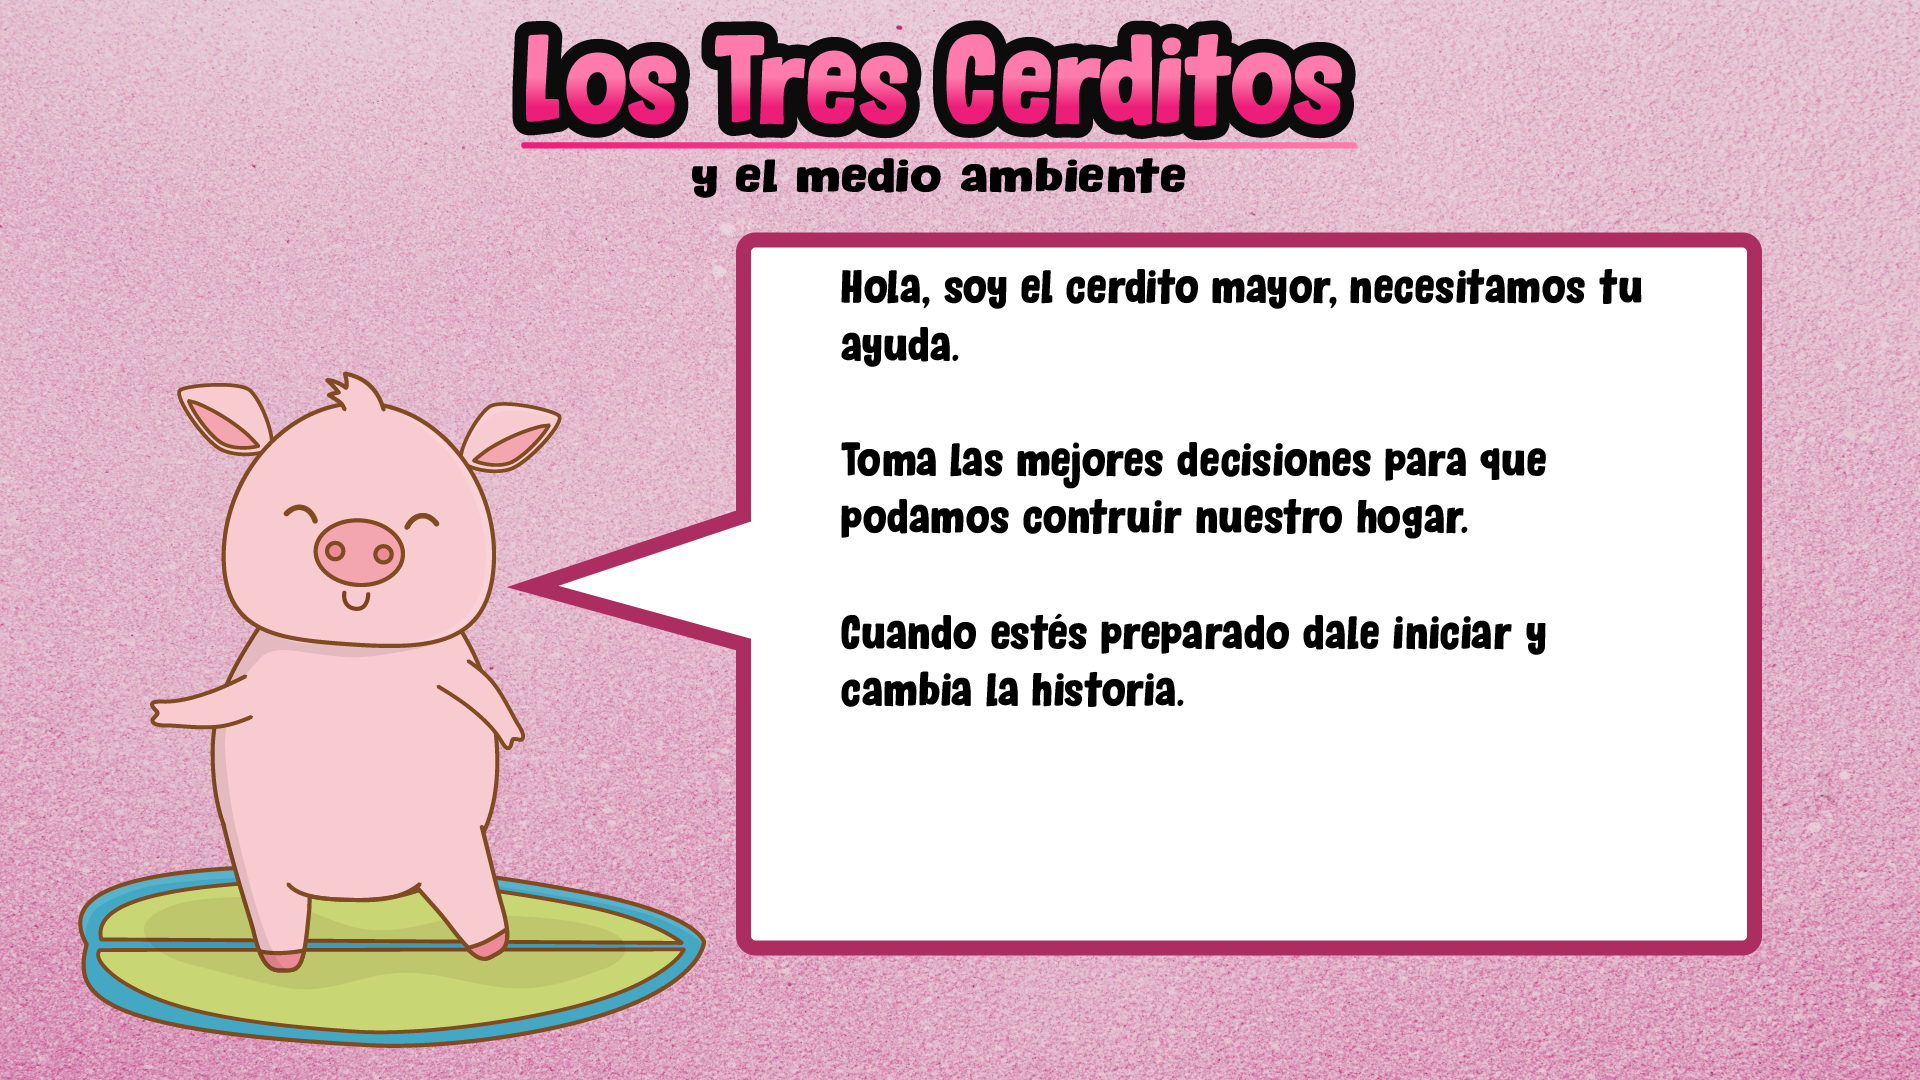 Los Tres Cerditos
y el medio ambiente
Hola, soy el cerdito mayor, necesitamos tu
ayuda.
Toma las mejores decisiones para que
podamos contruir nuestro hogar.
Cuando estés preparado dale iniciar y
cambia la historia.